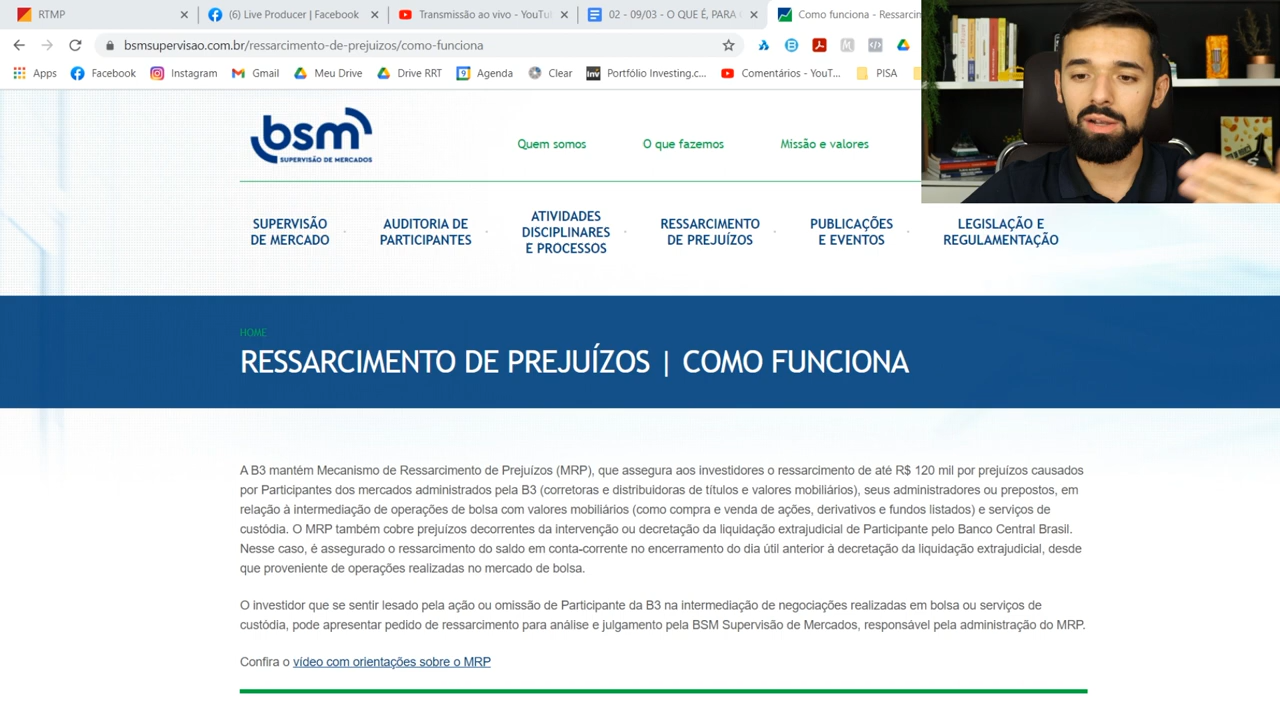 RTMP
(6) Live Producer | Facebook
Transmissão ao vivo - YouTu
02 - 09/03 - O QUE É, PARA
Como funciona - Ressarcin
bsmsupervisao.com.br/ressarcimento-de-prejuizos/como-funciona
Apps
Facebook
Instagram
Gmail
Meu Drive
Drive RRT
Agenda
Clear
Inv
Portfólio Investing.c...
Comentários - YouT...
PISA
bsm
SUPERVISÃO DE MERCADOS
Quem somos
O que fazemos
Missão e valores
SUPERVISÃO
DE MERCADO
AUDITORIA DE
PARTICIPANTES
ATIVIDADES
DISCIPLINARES
E PROCESSOS
RESSARCIMENTO
DE PREJUÍZOS
PUBLICAÇÕES
E EVENTOS
LEGISLAÇÃO E
REGULAMENTAÇÃO
HOME
RESSARCIMENTO DE PREJUÍZOS | COMO FUNCIONA
A B3 mantém Mecanismo de Ressarcimento de Prejuízos (MRP), que assegura aos investidores o ressarcimento de até R$ 120 mil por prejuízos causados
por Participantes dos mercados administrados pela B3 (corretoras e distribuidoras de títulos e valores mobiliários), seus administradores ou prepostos, em
relação à intermediação de operações de bolsa com valores mobiliários (como compra e venda de ações, derivativos e fundos listados) e serviços de
custódia. O MRP também cobre prejuízos decorrentes da intervenção ou decretação da liquidação extrajudicial de Participante pelo Banco Central Brasil.
Nesse caso, é assegurado o ressarcimento do saldo em conta-corrente no encerramento do dia útil anterior à decretação da liquidação extrajudicial, desde
que proveniente de operações realizadas no mercado de bolsa.
O investidor que se sentir lesado pela ação ou omissão de Participante da B3 na intermediação de negociações realizadas em bolsa ou serviços de
custódia, pode apresentar pedido de ressarcimento para análise e julgamento pela BSM Supervisão de Mercados, responsável pela administração do MRP.
Confira o vídeo com orientações sobre o MRP